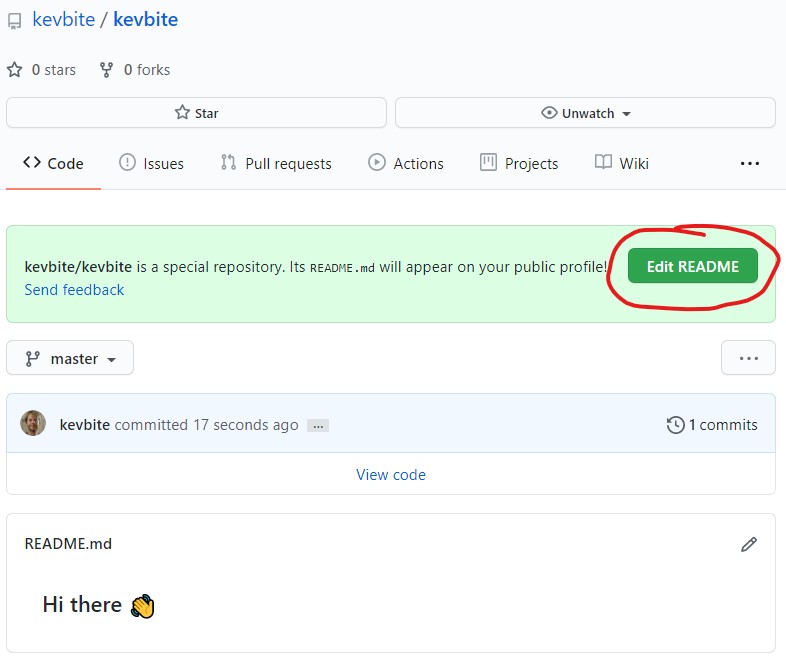 kevbite / kevbite
0 stars 0 forks
Star Unwatch
Code Issues Pull requests Actions Projects Wiki ...
kevbite/kevbite is a special repository. Its README.md will appear on your public profile! Edit README
Send feedback
master ...
kevbite committed 17 seconds ago ... 1 commits
View code
README.md
Hi there 👋